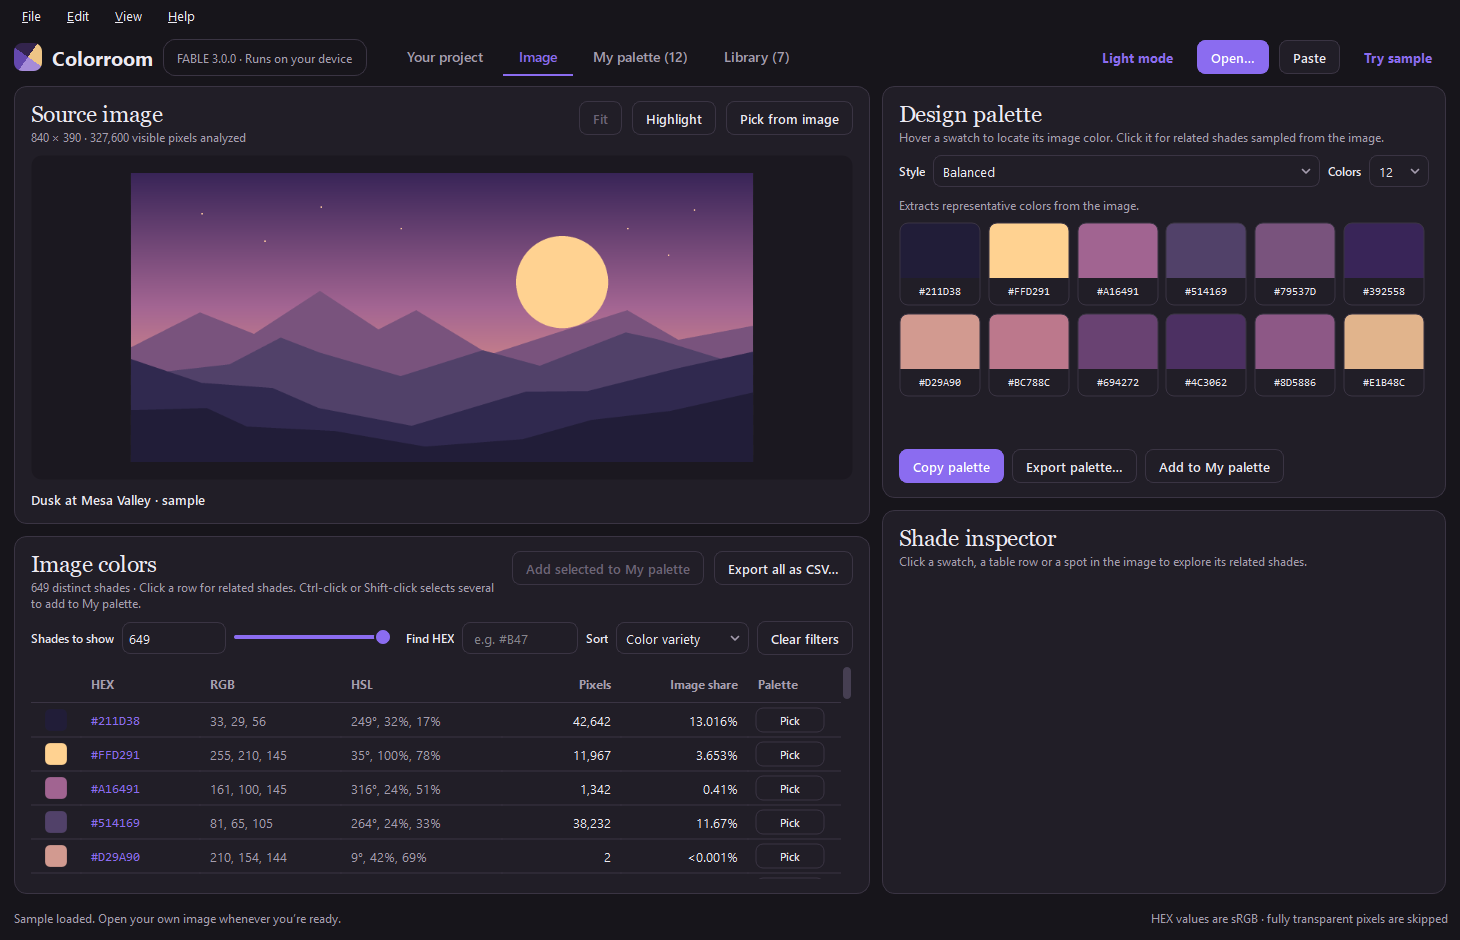 File Edit View Help
Colorroom
FABLE 3.0.0 · Runs on your device
Your project Image My palette (12) Library (7)
Light mode Open... Paste Try sample
Source image
840 × 390 · 327,600 visible pixels analyzed
Fit Highlight Pick from image
Dusk at Mesa Valley · sample
Design palette
Hover a swatch to locate its image color. Click it for related shades sampled from the image.
Style Balanced Colors 12
Extracts representative colors from the image.
#211D38 #FFD291 #A16491 #514169 #79537D #392558
#D29A90 #BC788C #694272 #4C3062 #8D5886 #E1B48C
Copy palette Export palette... Add to My palette
Image colors
649 distinct shades · Click a row for related shades. Ctrl-click or Shift-click selects several
to add to My palette.
Add selected to My palette Export all as CSV...
Shades to show 649 Find HEX e.g. #B47 Sort Color variety Clear filters
HEX RGB HSL Pixels Image share Palette
#211D38 33, 29, 56 249°, 32%, 17% 42,642 13.016% Pick
#FFD291 255, 210, 145 35°, 100%, 78% 11,967 3.653% Pick
#A16491 161, 100, 145 316°, 24%, 51% 1,342 0.41% Pick
#514169 81, 65, 105 264°, 24%, 33% 38,232 11.67% Pick
#D29A90 210, 154, 144 9°, 42%, 69% 2 <0.001% Pick
Shade inspector
Click a swatch, a table row or a spot in the image to explore its related shades.
Sample loaded. Open your own image whenever you're ready.
HEX values are sRGB · fully transparent pixels are skipped